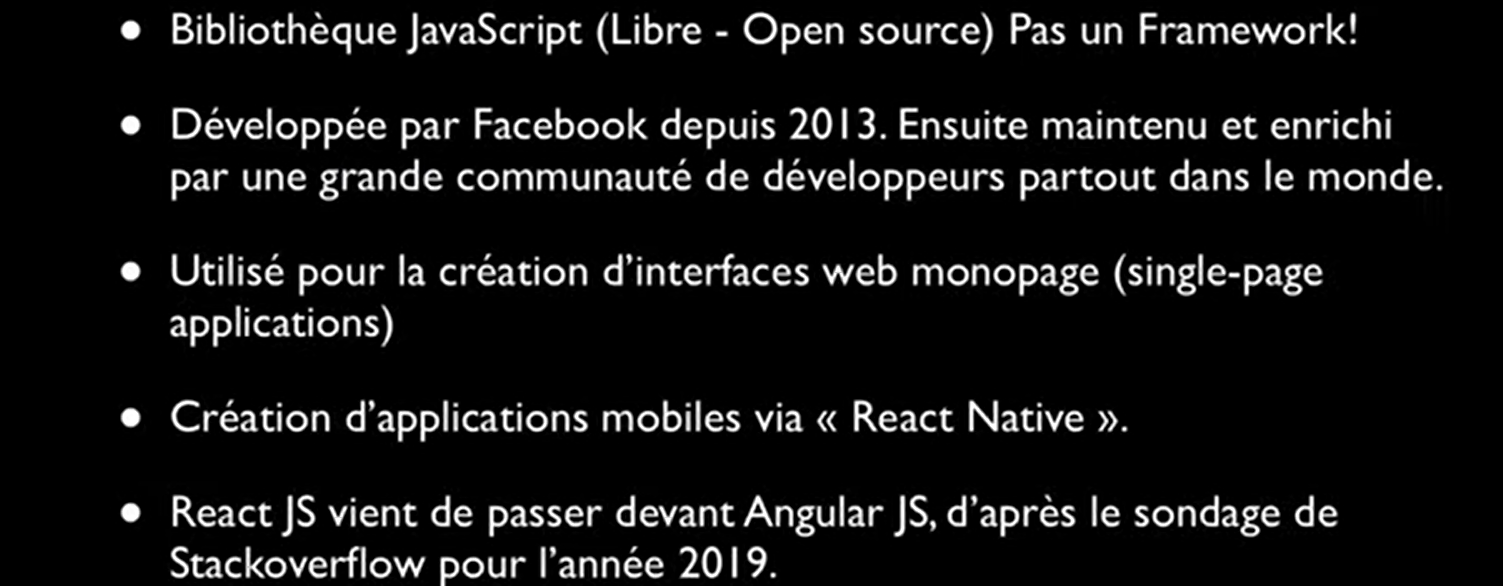 • Bibliothèque JavaScript (Libre - Open source) Pas un Framework!
• Développée par Facebook depuis 2013. Ensuite maintenu et enrichi
par une grande communauté de développeurs partout dans le monde.
• Utilisé pour la création d’interfaces web monopage (single-page
applications)
• Création d’applications mobiles via « React Native ».
• React JS vient de passer devant Angular JS, d’après le sondage de
Stackoverflow pour l’année 2019.